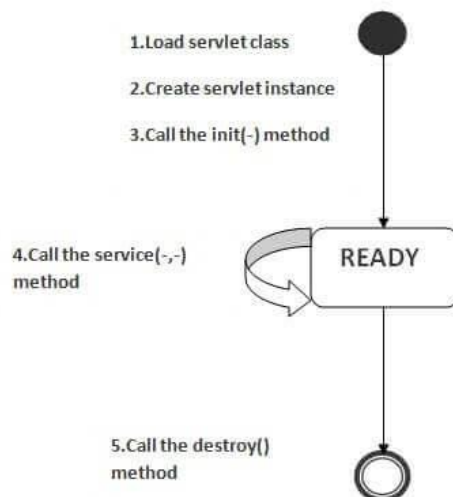 1.Load servlet class
2.Create servlet instance
3.Call the init(-) method
4.Call the service(-,-)
method
READY
5.Call the destroy()
method